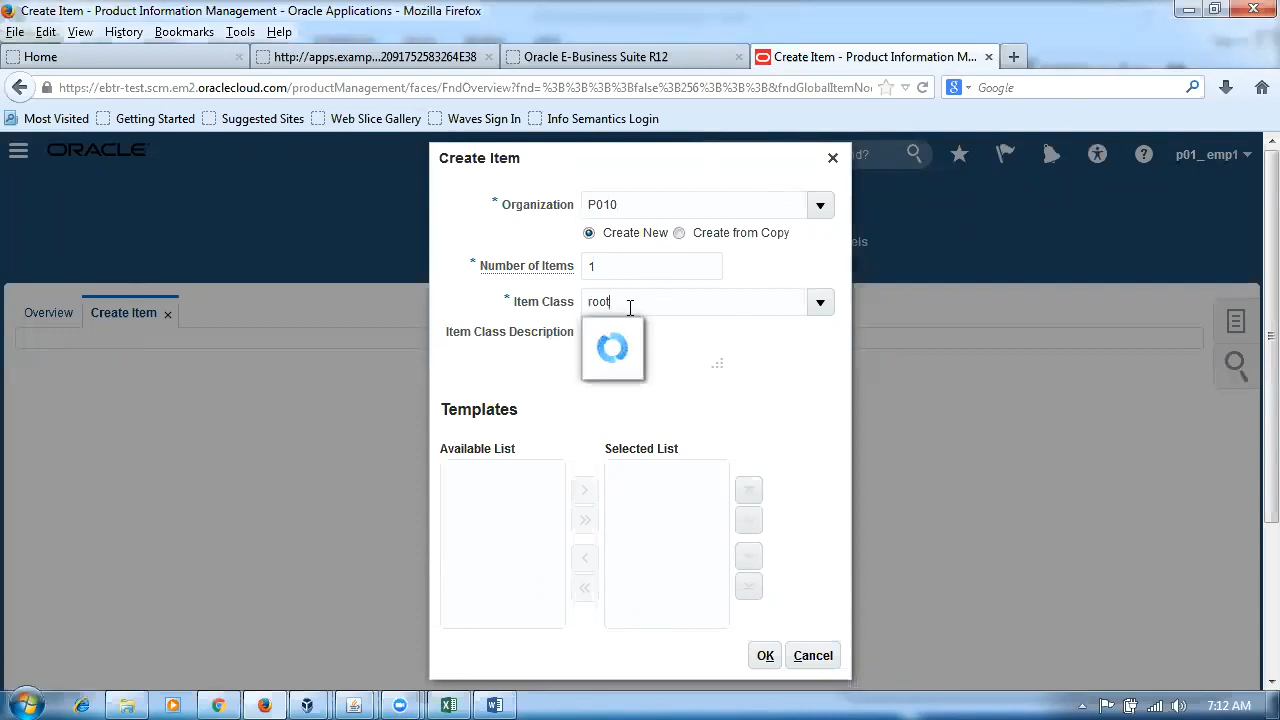 Create Item - Product Information Management - Oracle Applications - Mozilla Firefox
File Edit View History Bookmarks Tools Help
Home http://apps.examp...2091752583264E38 Oracle E-Business Suite R12 Create Item - Product Information M...
https://ebtr-test.scm.em2.oraclecloud.com/productManagement/faces/FndOverview?fnd=%3B%3B%3B%3Bfalse%3B256%3B%3B%3B&fndGlobalItemNod Google
Most Visited Getting Started Suggested Sites Web Slice Gallery Waves Sign In Info Semantics Login
ORACLE nd? p01_emp1
Create Item
Organization P010
Create New Create from Copy
Number of Items 1
Item Class root
Item Class Description
Overview Create Item
Templates
Available List Selected List
OK Cancel
7:12 AM